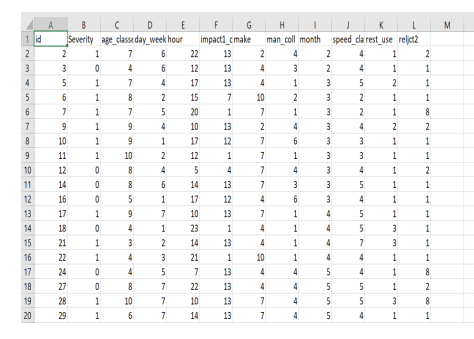 A B C D E F G H I J K L M
1 id Severity age_classe day_week hour impact1_c make man_coll month speed_cla rest_use reljct2
2 2 1 7 6 22 13 2 4 2 4 1 2
3 3 0 4 6 12 13 4 3 2 4 1 1
4 5 1 7 4 17 13 4 1 3 5 2 1
5 6 1 8 2 15 7 10 2 3 2 1 1
6 7 1 7 5 20 1 7 1 3 2 1 8
7 9 1 9 4 10 13 2 4 3 4 2 2
8 10 1 9 1 17 12 7 6 3 3 1 1
9 11 1 10 2 12 1 7 1 3 3 1 1
10 12 0 8 4 5 4 7 4 3 4 1 2
11 14 0 8 6 14 13 7 3 3 5 1 1
12 16 0 5 1 17 12 4 6 3 4 1 1
13 17 1 9 7 10 13 7 1 4 5 1 1
14 18 0 4 1 23 1 4 1 4 5 3 1
15 21 1 3 2 14 13 4 1 4 7 3 1
16 22 1 4 3 21 1 10 1 4 4 1 1
17 24 0 4 5 7 13 4 4 5 4 1 8
18 27 0 8 7 22 13 4 4 5 5 1 2
19 28 1 10 7 10 13 7 4 5 5 3 8
20 29 1 6 7 14 13 7 4 5 4 1 1